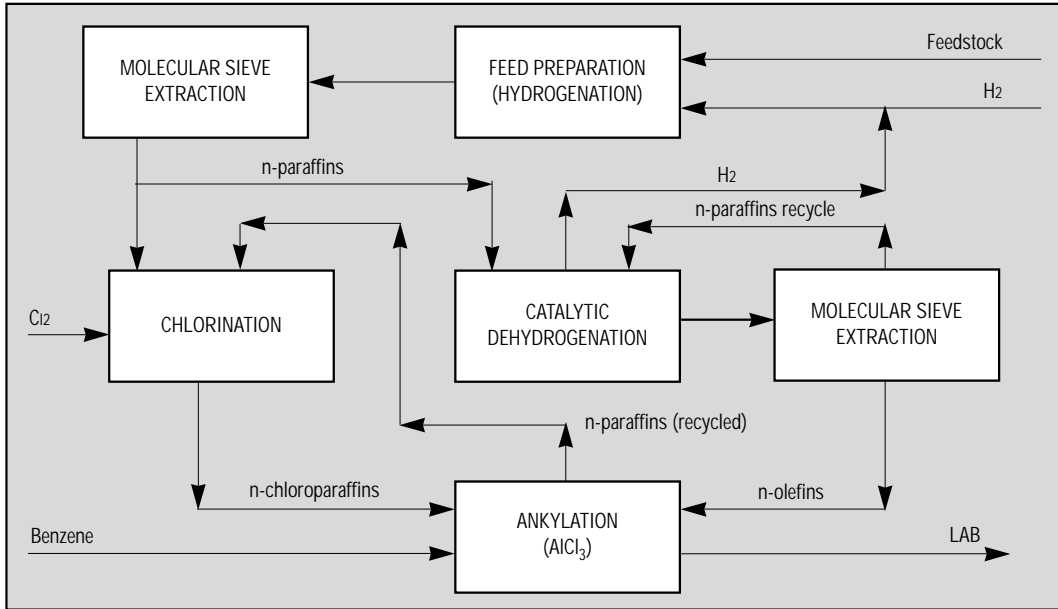 Feedstock
MOLECULAR SIEVE
EXTRACTION
FEED PREPARATION
(HYDROGENATION)
H2
n-paraffins
H2
n-paraffins recycle
Cl2
CHLORINATION
CATALYTIC
DEHYDROGENATION
MOLECULAR SIEVE
EXTRACTION
n-paraffins (recycled)
n-chloroparaffins
n-olefins
ANKYLATION
(AlCl3)
Benzene
LAB